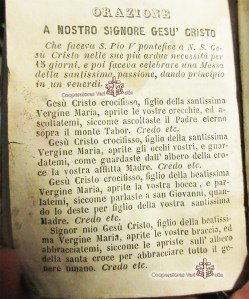 ORAZIONE
A NOSTRO SIGNORE GESU' CRISTO
Che faceva S. Pio V pontefice a N. S. Ge-
sù Cristo nelle sue più ardue necessità per
48 giorni, e poi faceva celebrare una Messa
della santissima passione, dando principio
in un venerdì.
Cooperatores Veritatis
Gesù Cristo crocifisso, figlio della santissima
Vergine Maria, aprite le vostre orecchie, ed a-
scoltatemi, siccome ascoltaste il Padre eterno
sopra il monte Tabor. Credo etc.
Gesù Cristo crocifisso, figlio della santissima
Vergine Maria, aprite gli occhi vostri, e guar-
datemi, come guardaste dall'albero della cro-
ce la vostra afflitta Madre. Credo etc.
Gesù Cristo crocifisso, figlio della beatissima
Vergine Maria, aprite la vostra bocca, e par-
latemi, siccome parlaste a san Giovanni, quan-
do lo deste per figlio della vostra santissima
Madre. Credo etc.
Signor mio Gesù Cristo, figlio della beatis-
sima Vergine Maria, aprite le vostre braccia, ed
abbracciatemi, siccome le apriste sull'albero
della santa croce per abbracciare tutto il ge-
nere umano. Credo etc.
Cooperatores Veritatis